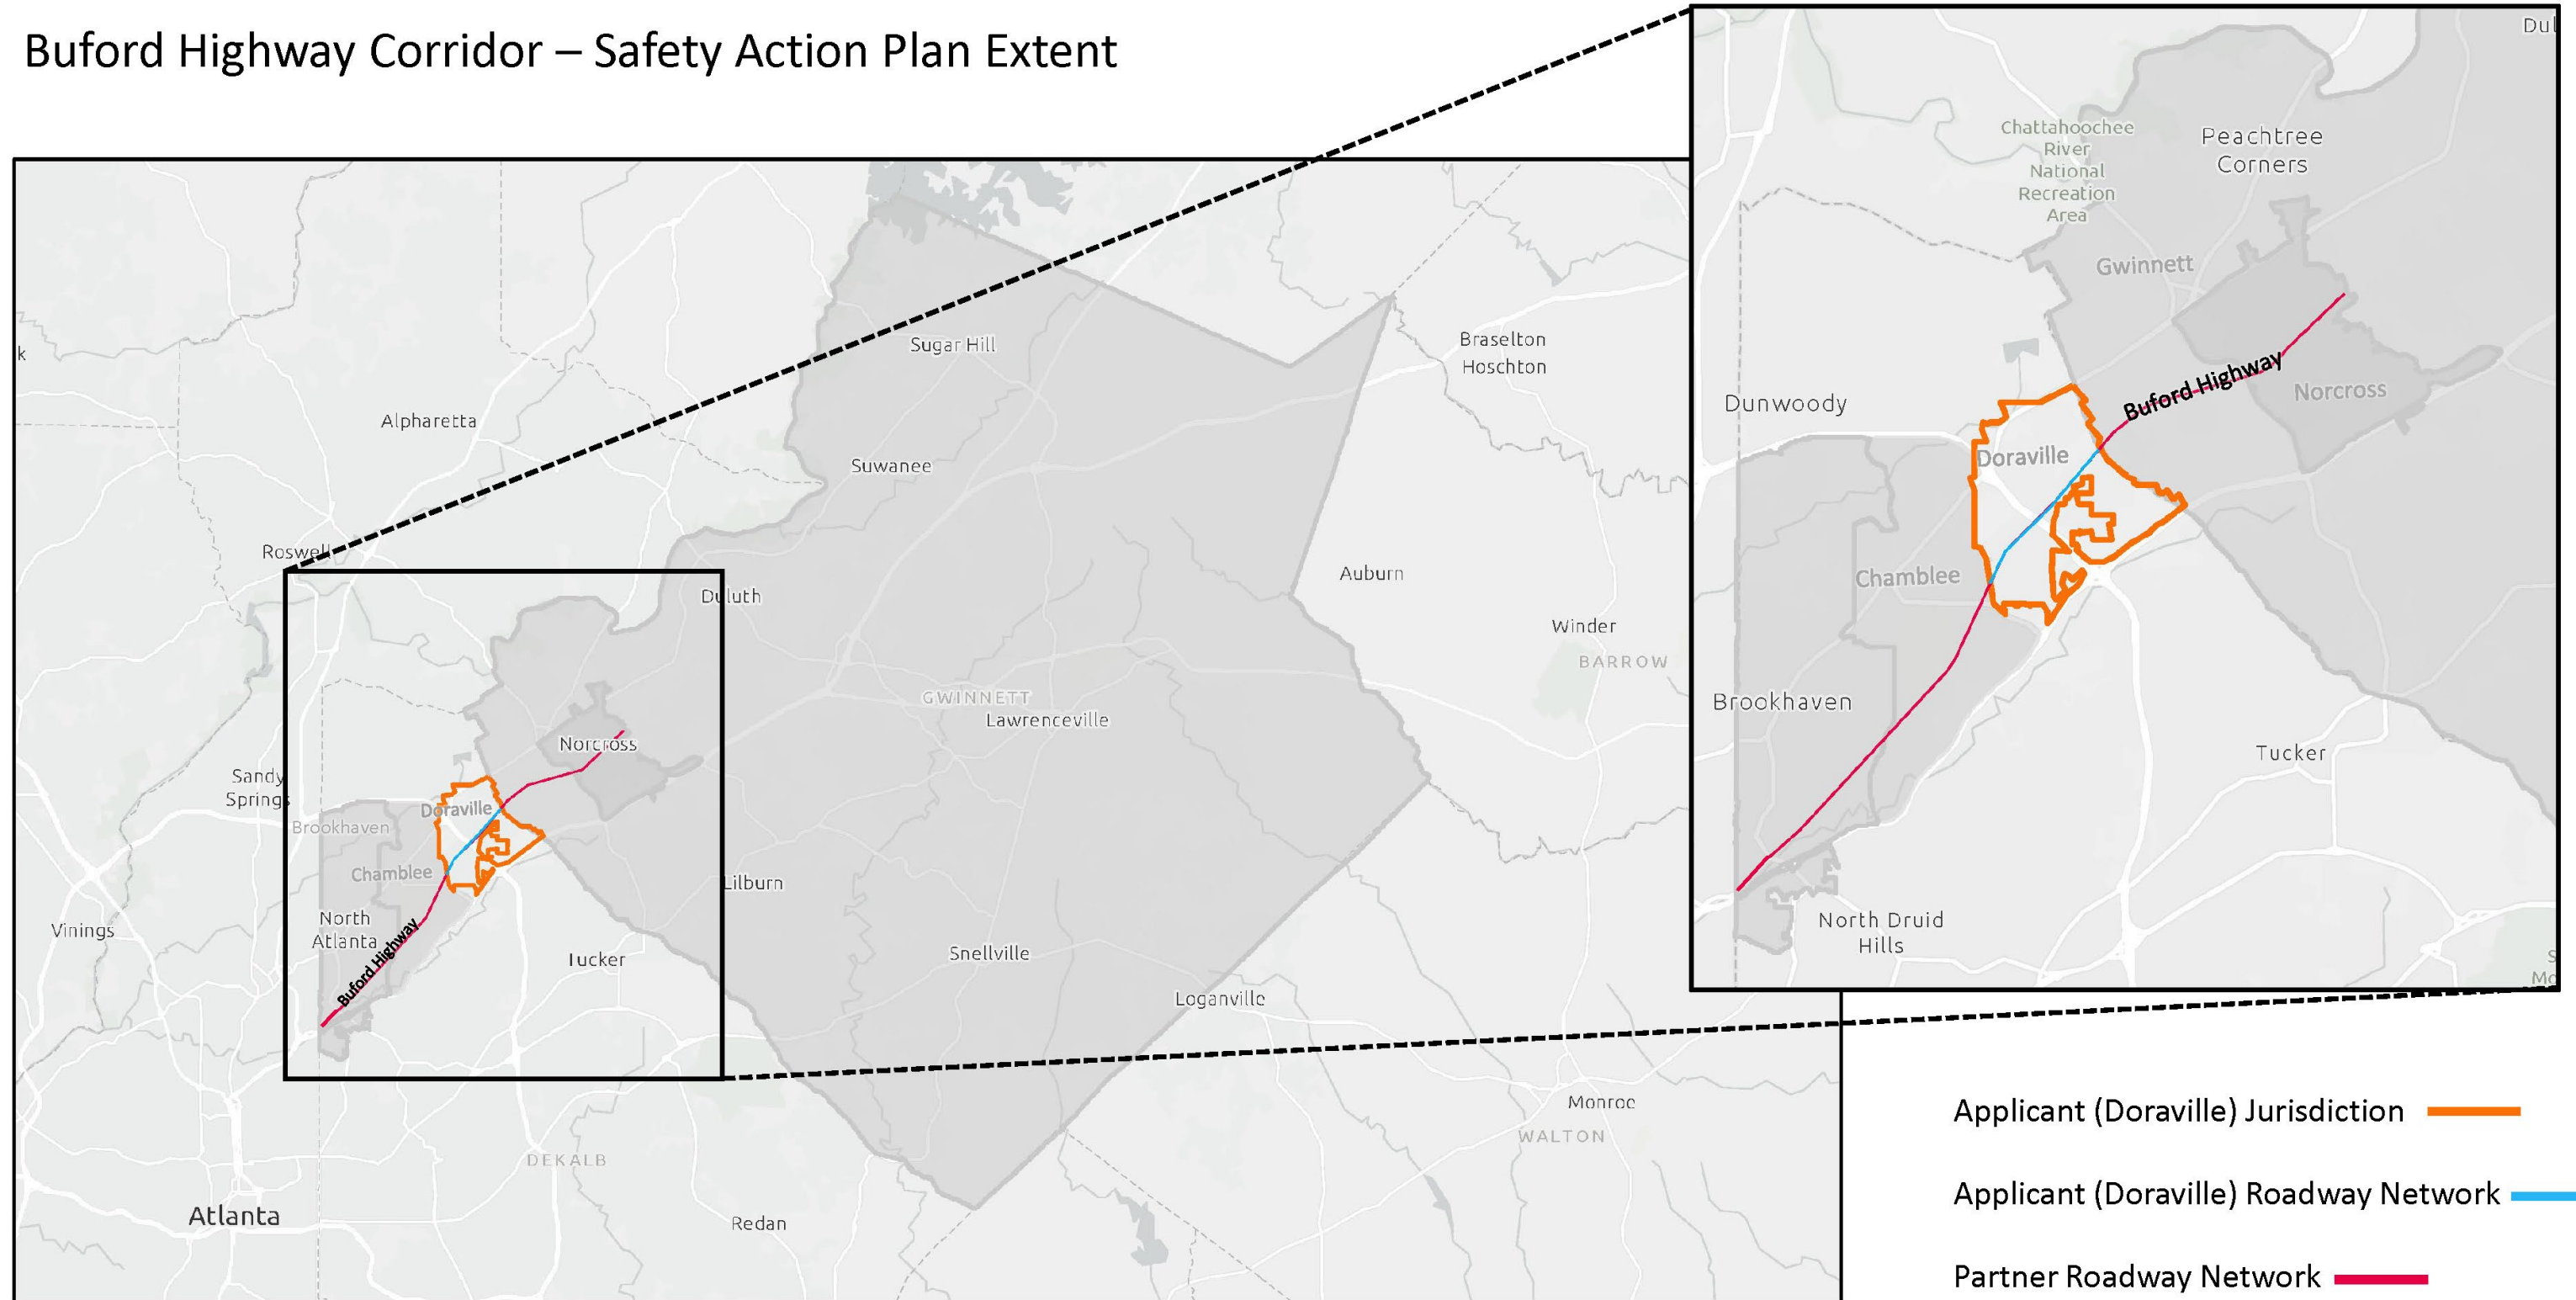 Buford Highway Corridor – Safety Action Plan Extent
k
Alpharetta
Roswell
Sugar Hill
Suwanee
Duluth
Braselton
Hoschton
Auburn
Winder
BARROW
GWINNETT
Lawrenceville
Norcross
Sandy
Springs
Doraville
Brookhaven
Chamblee
North
Atlanta
Buford Highway
Vinings
Lilburn
Tucker
Snellville
Loganville
Monroe
WALTON
DEKALB
Atlanta
Redan
Dul
Chattahoochee
River
National
Recreation
Area
Peachtree
Corners
Gwinnett
Buford Highway
Norcross
Dunwoody
Doraville
Chamblee
Brookhaven
Tucker
North Druid
Hills
S
Mo
Applicant (Doraville) Jurisdiction
Applicant (Doraville) Roadway Network
Partner Roadway Network